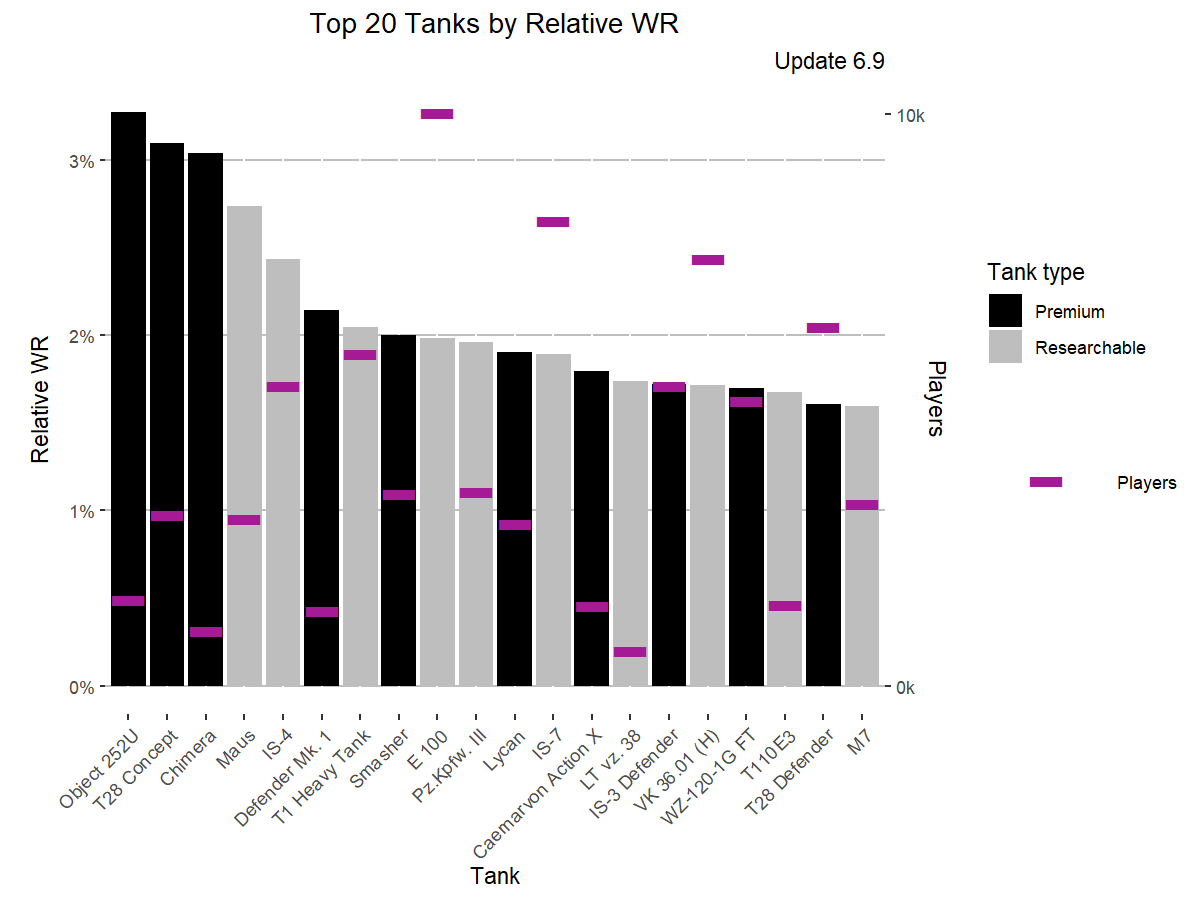 Top 20 Tanks by Relative WR
Update 6.9
Relative WR
3%
2%
1%
0%
10k
0k
Players
Object 252U
T28 Concept
Chimera
Maus
IS-4
Defender Mk. 1
T1 Heavy Tank
Smasher
E 100
Pz.Kpfw. III
Lycan
IS-7
Caernarvon Action X
LT vz. 38
IS-3 Defender
VK 36.01 (H)
WZ-120-1G FT
T110E3
T28 Defender
M7
Tank
Tank type
Premium
Researchable
Players